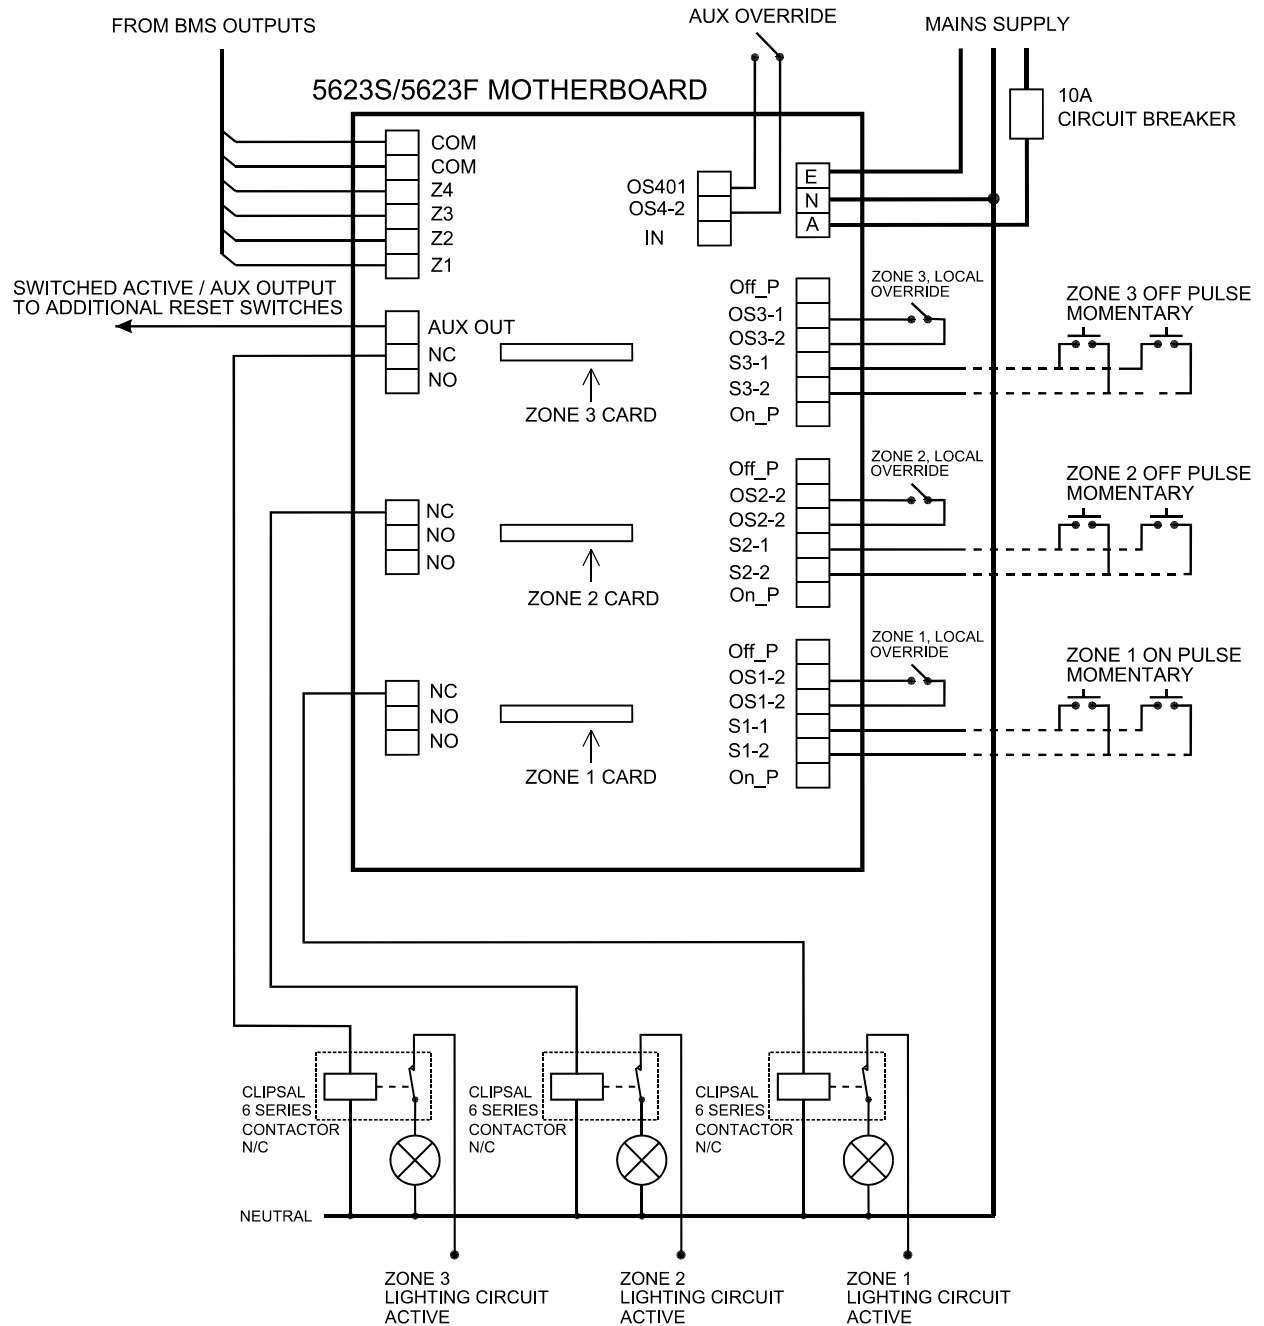 FROM BMS OUTPUTS
AUX OVERRIDE
MAINS SUPPLY
5623S/5623F MOTHERBOARD
10A
CIRCUIT BREAKER
COM
COM
Z4
Z3
Z2
Z1
OS401
OS4-2
IN
E
N
A
SWITCHED ACTIVE / AUX OUTPUT
TO ADDITIONAL RESET SWITCHES
AUX OUT
NC
NO
ZONE 3 CARD
Off_P
OS3-1
OS3-2
S3-1
S3-2
On_P
ZONE 3, LOCAL
OVERRIDE
ZONE 3 OFF PULSE
MOMENTARY
NC
NO
NO
ZONE 2 CARD
Off_P
OS2-2
OS2-2
S2-1
S2-2
On_P
ZONE 2, LOCAL
OVERRIDE
ZONE 2 OFF PULSE
MOMENTARY
NC
NO
NO
ZONE 1 CARD
Off_P
OS1-2
OS1-2
S1-1
S1-2
On_P
ZONE 1, LOCAL
OVERRIDE
ZONE 1 ON PULSE
MOMENTARY
CLIPSAL
6 SERIES
CONTACTOR
N/C
CLIPSAL
6 SERIES
CONTACTOR
N/C
CLIPSAL
6 SERIES
CONTACTOR
N/C
NEUTRAL
ZONE 3
LIGHTING CIRCUIT
ACTIVE
ZONE 2
LIGHTING CIRCUIT
ACTIVE
ZONE 1
LIGHTING CIRCUIT
ACTIVE